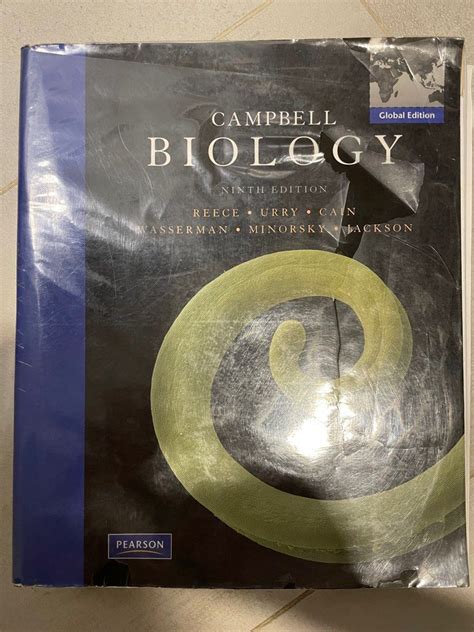 Global Edition
CAMPBELL
BIOLOGY
NINTH EDITION
REECE • URRY • CAIN
WASSERMAN • MINORSKY • JACKSON
PEARSON